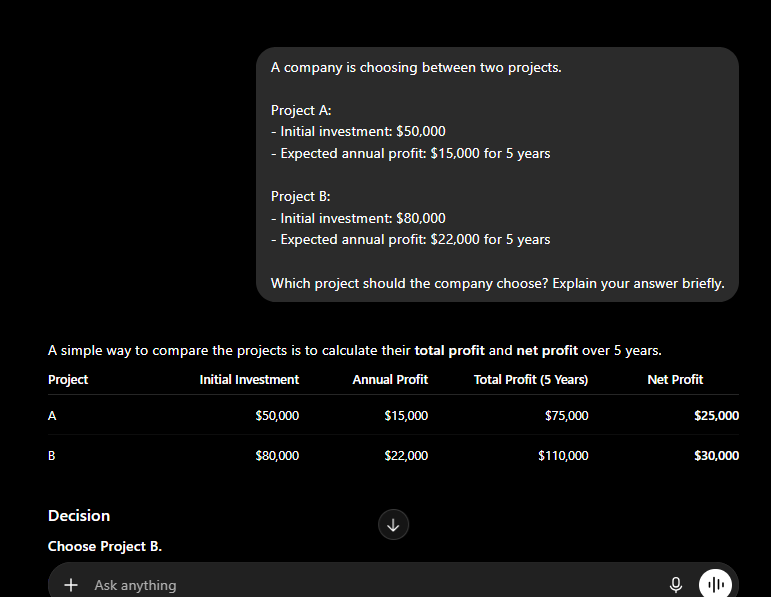 A company is choosing between two projects.
Project A:
- Initial investment: $50,000
- Expected annual profit: $15,000 for 5 years
Project B:
- Initial investment: $80,000
- Expected annual profit: $22,000 for 5 years
Which project should the company choose? Explain your answer briefly.
A simple way to compare the projects is to calculate their total profit and net profit over 5 years.
Project Initial Investment Annual Profit Total Profit (5 Years) Net Profit
A $50,000 $15,000 $75,000 $25,000
B $80,000 $22,000 $110,000 $30,000
Decision
Choose Project B.
Ask anything